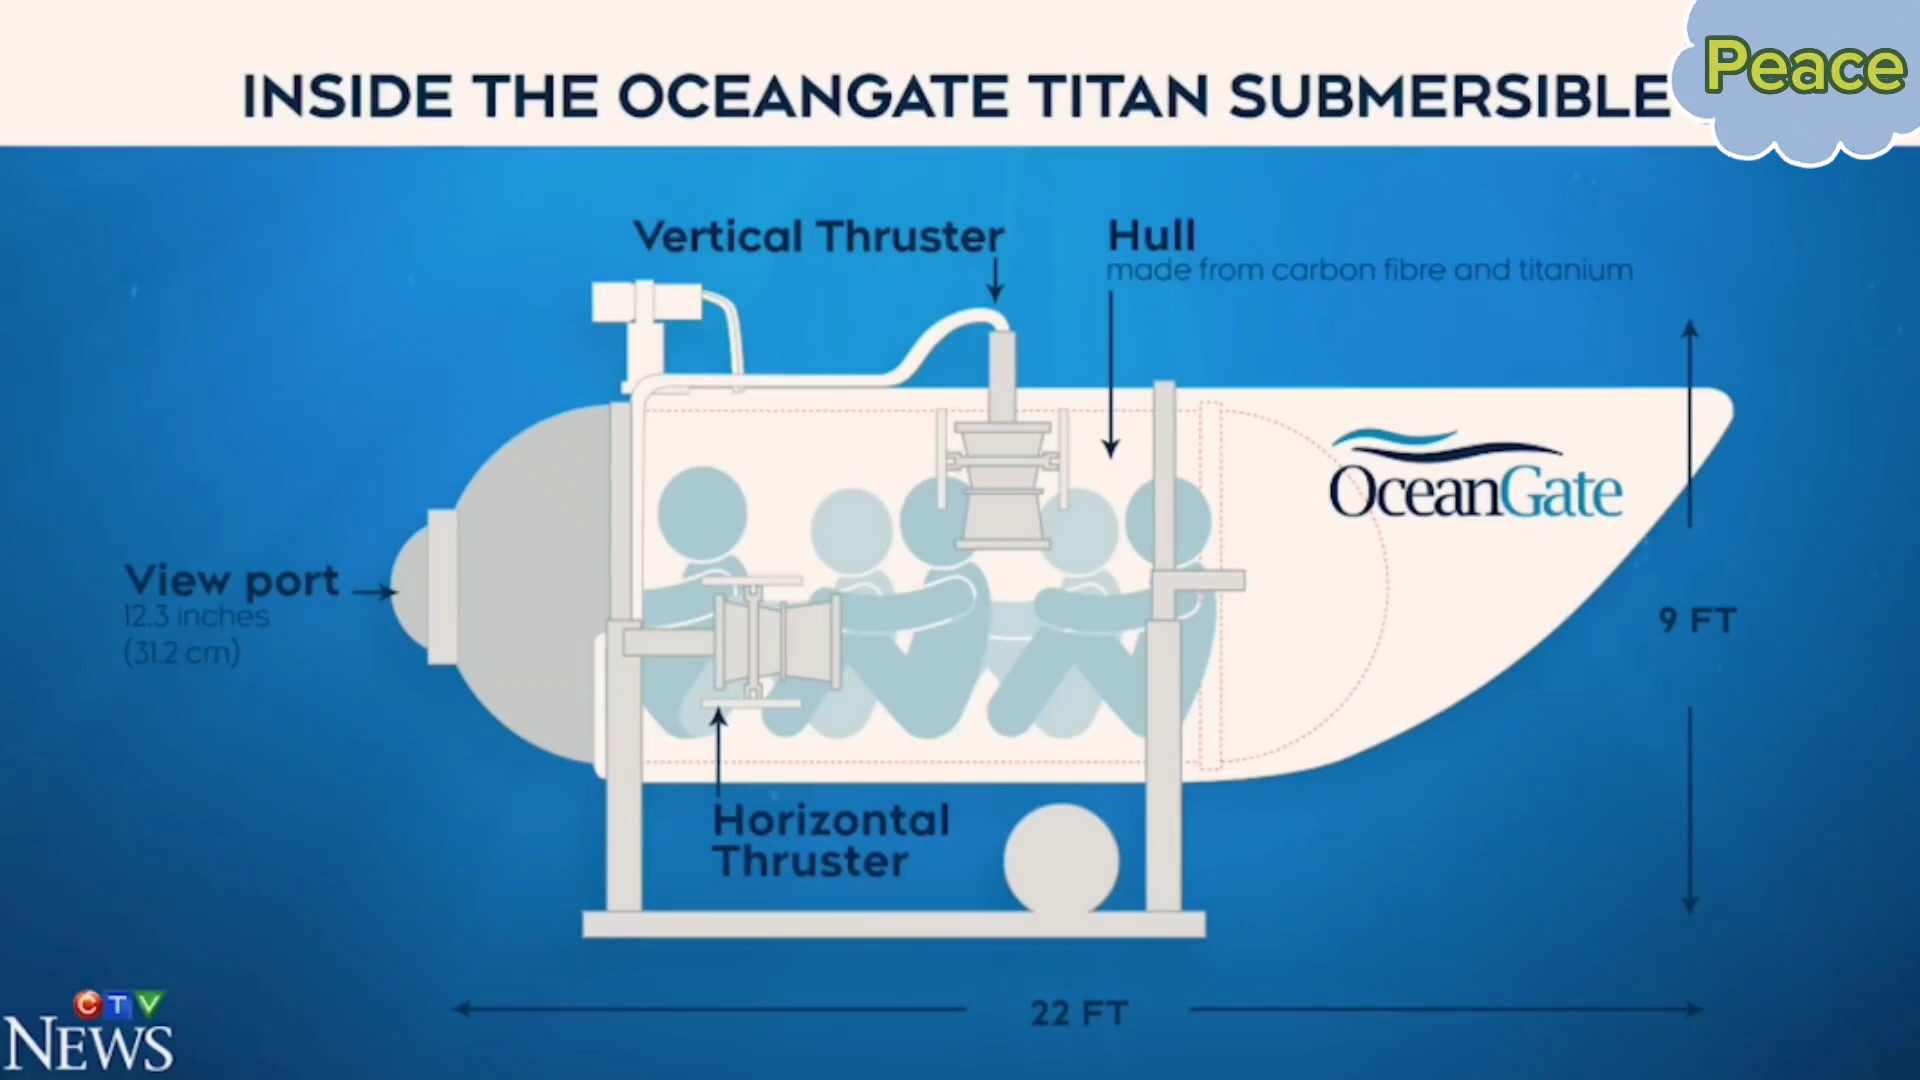 INSIDE THE OCEANGATE TITAN SUBMERSIBLE
Peace
Vertical Thruster
Hull
made from carbon fibre and titanium
OceanGate
View port
12.3 inches
(31.2 cm)
9 FT
Horizontal
Thruster
22 FT
CTV
NEWS